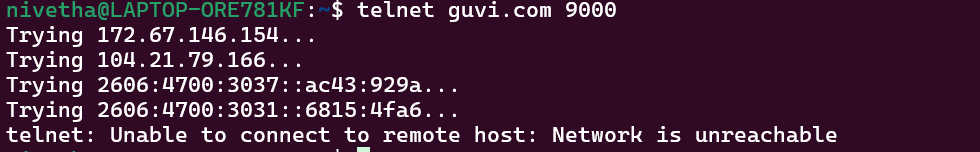 nivetha@LAPTOP-ORE781KF:~$ telnet guvi.com 9000
Trying 172.67.146.154...
Trying 104.21.79.166...
Trying 2606:4700:3037::ac43:929a...
Trying 2606:4700:3031::6815:4fa6...
telnet: Unable to connect to remote host: Network is unreachable